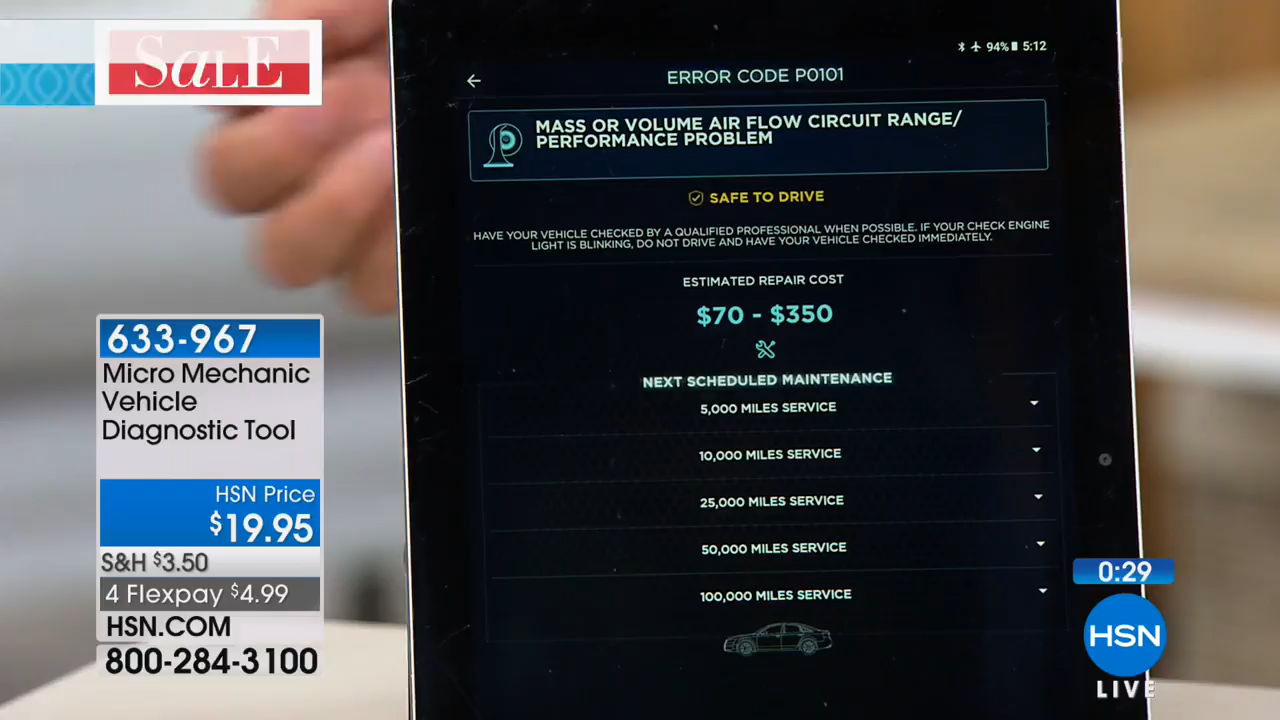 SALE
633-967
Micro Mechanic
Vehicle
Diagnostic Tool
HSN Price
$19.95
S&H $3.50
4 Flexpay $4.99
HSN.COM
800-284-3100
94% 5:12
ERROR CODE P0101
MASS OR VOLUME AIR FLOW CIRCUIT RANGE/
PERFORMANCE PROBLEM
SAFE TO DRIVE
HAVE YOUR VEHICLE CHECKED BY A QUALIFIED PROFESSIONAL WHEN POSSIBLE. IF YOUR CHECK ENGINE
LIGHT IS BLINKING, DO NOT DRIVE AND HAVE YOUR VEHICLE CHECKED IMMEDIATELY.
ESTIMATED REPAIR COST
$70 - $350
NEXT SCHEDULED MAINTENANCE
5,000 MILES SERVICE
10,000 MILES SERVICE
25,000 MILES SERVICE
50,000 MILES SERVICE
100,000 MILES SERVICE
0:29
HSN
LIVE